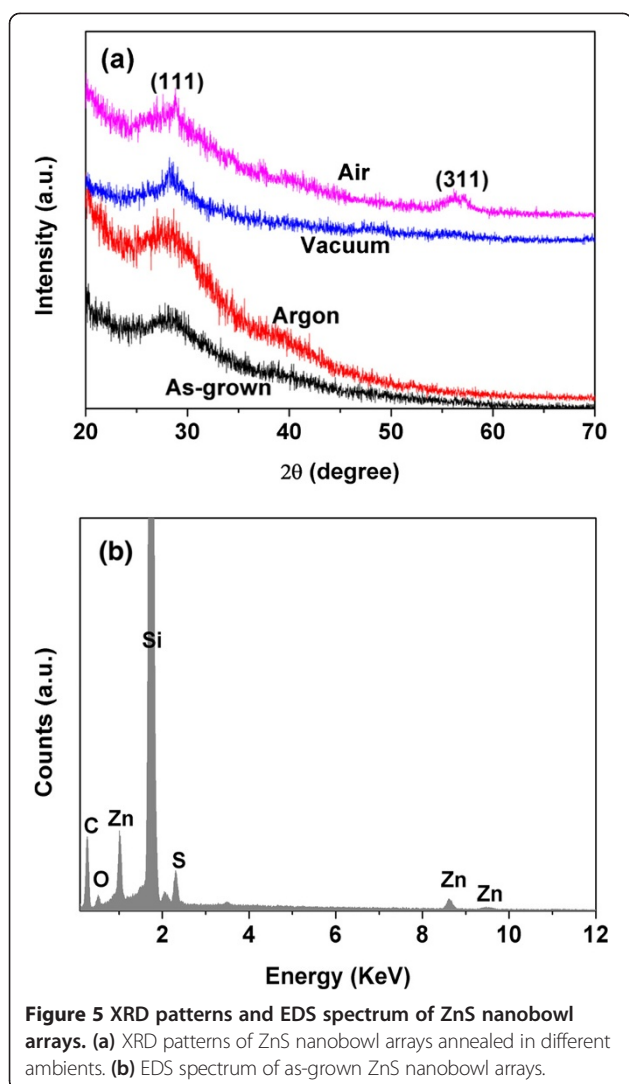 (a)
(111)
Air
(311)
Vacuum
Argon
As-grown
Intensity (a.u.)
20 30 40 50 60 70
2θ (degree)
(b)
Si
C
Zn
O
S
Zn
Zn
Counts (a.u.)
2 4 6 8 10 12
Energy (KeV)
Figure 5 XRD patterns and EDS spectrum of ZnS nanobowl
arrays. (a) XRD patterns of ZnS nanobowl arrays annealed in different
ambients. (b) EDS spectrum of as-grown ZnS nanobowl arrays.